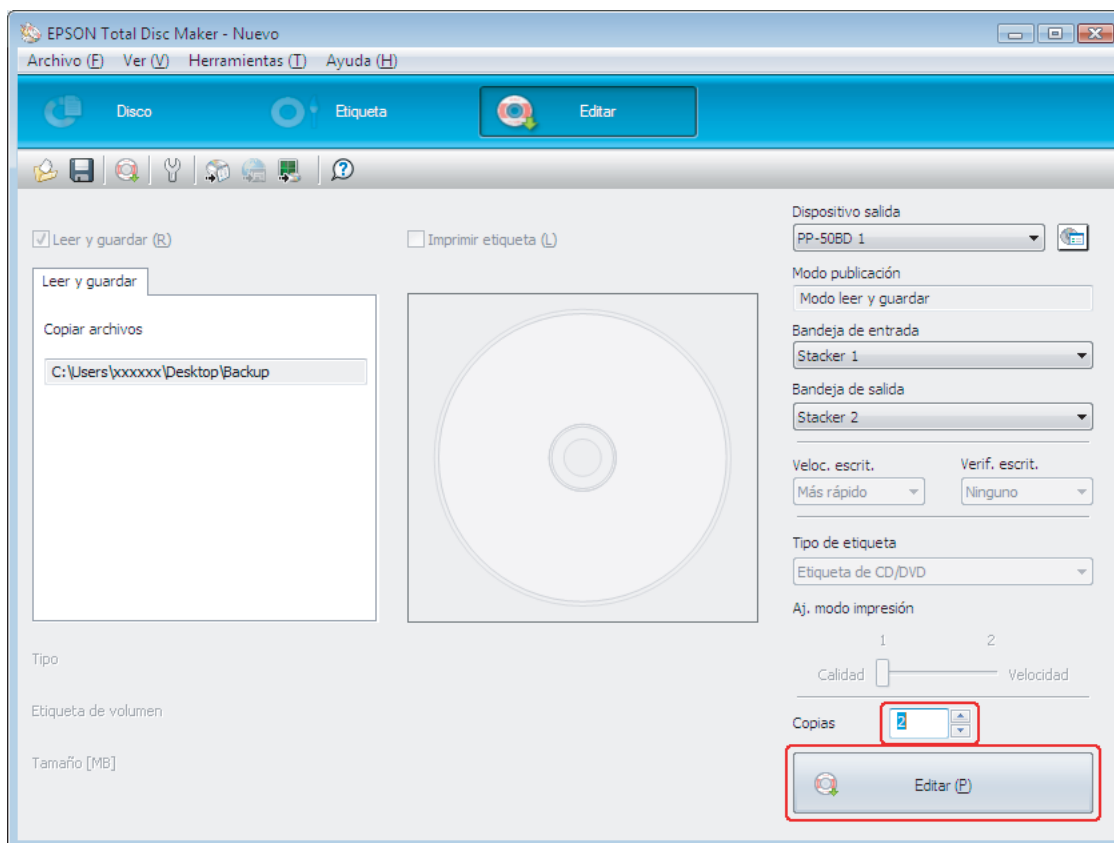 EPSON Total Disc Maker - Nuevo
Archivo (F) Ver (V) Herramientas (T) Ayuda (H)
Disco Etiqueta Editar
Leer y guardar (R)
Imprimir etiqueta (L)
Leer y guardar
Copiar archivos
C:\Users\xxxxxx\Desktop\Backup
Tipo
Etiqueta de volumen
Tamaño [MB]
Dispositivo salida
PP-50BD 1
Modo publicación
Modo leer y guardar
Bandeja de entrada
Stacker 1
Bandeja de salida
Stacker 2
Veloc. escrit. Verif. escrit.
Más rápido Ninguno
Tipo de etiqueta
Etiqueta de CD/DVD
Aj. modo impresión
1 2
Calidad Velocidad
Copias 2
Editar (P)